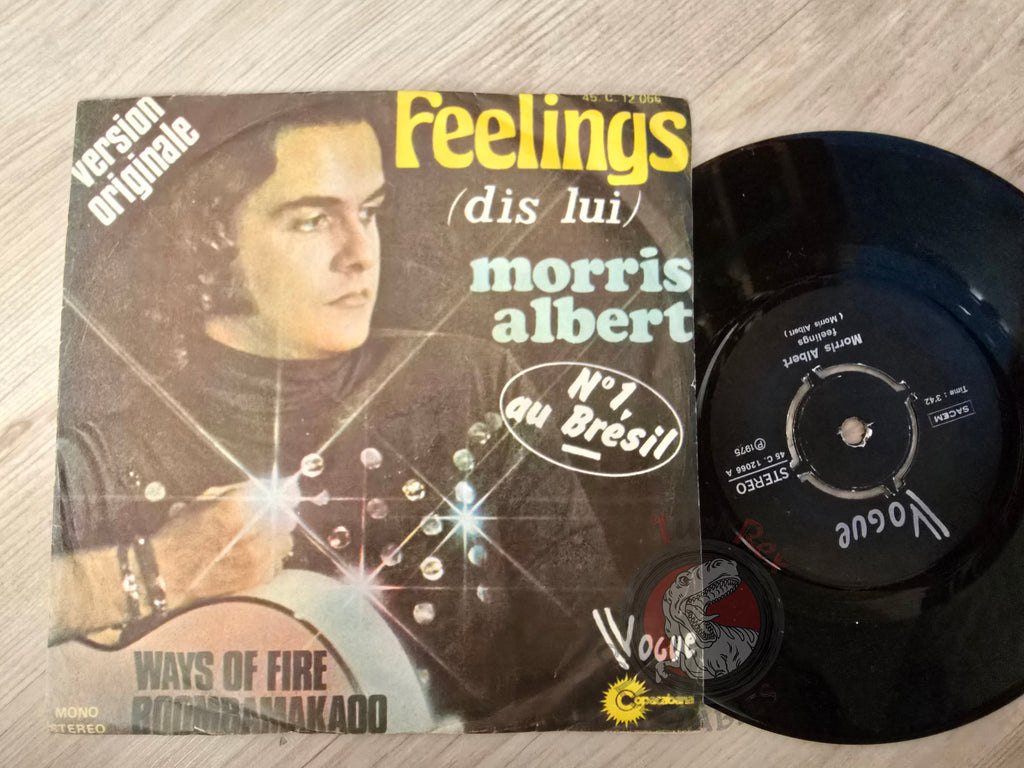 version
originale
45. C. 12 066
Feelings
(dis lui)
morris
albert
N° 1,
au Brésil
VOGUE
Copacabana
WAYS OF FIRE
BOOMBAMAKAOO
MONO
STEREO
VOGUE
STEREO
45 C. 12066 A
℗ 1975
SACEM
Time : 3'42
Morris Albert
feelings
( Morris Albert )